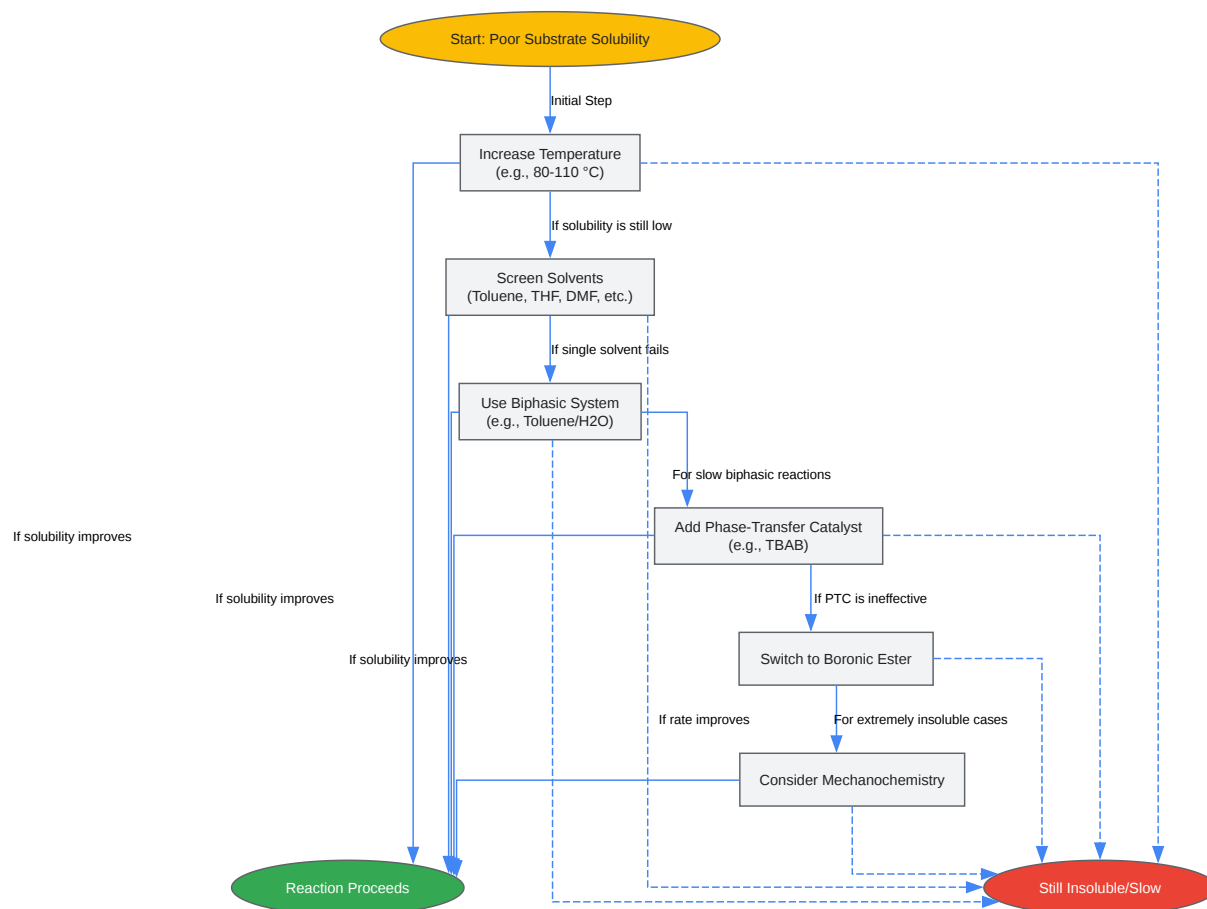 Start: Poor Substrate Solubility
Initial Step
Increase Temperature
(e.g., 80-110 °C)
If solubility is still low
Screen Solvents
(Toluene, THF, DMF, etc.)
If single solvent fails
Use Biphasic System
(e.g., Toluene/H2O)
For slow biphasic reactions
Add Phase-Transfer Catalyst
(e.g., TBAB)
If solubility improves
If solubility improves
If PTC is ineffective
If solubility improves
Switch to Boronic Ester
If rate improves
For extremely insoluble cases
Consider Mechanochemistry
Reaction Proceeds
Still Insoluble/Slow